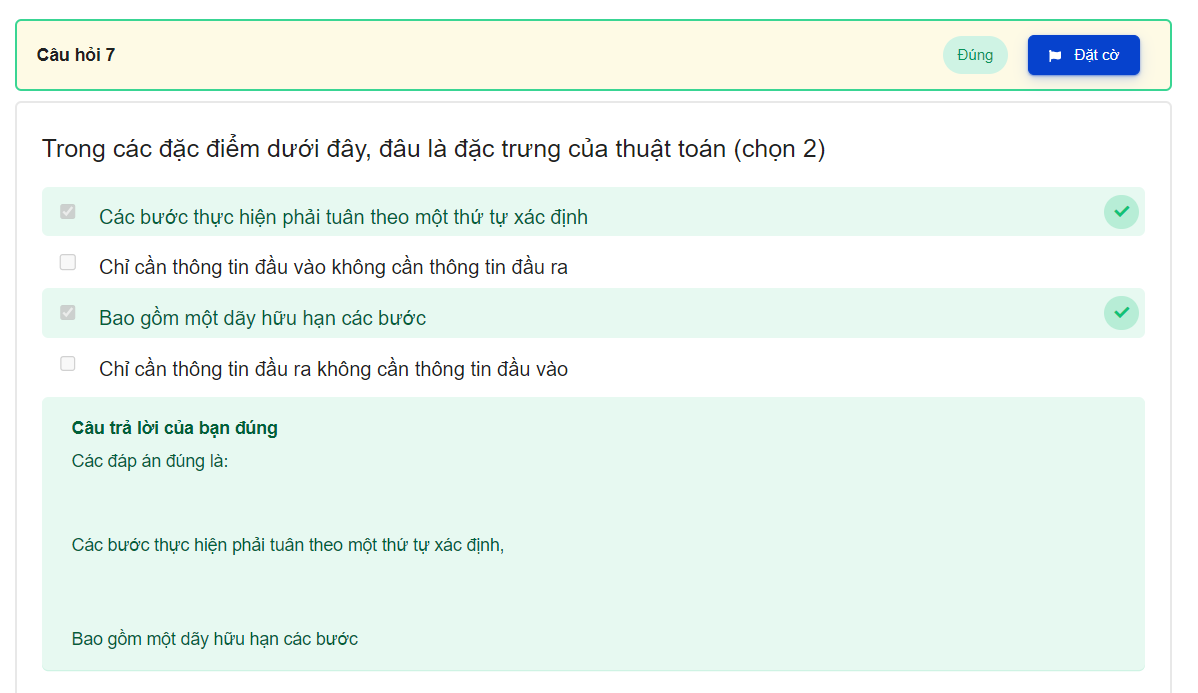 Câu hỏi 7
Đúng
Đặt cờ
Trong các đặc điểm dưới đây, đâu là đặc trưng của thuật toán (chọn 2)
Các bước thực hiện phải tuân theo một thứ tự xác định
Chỉ cần thông tin đầu vào không cần thông tin đầu ra
Bao gồm một dãy hữu hạn các bước
Chỉ cần thông tin đầu ra không cần thông tin đầu vào
Câu trả lời của bạn đúng
Các đáp án đúng là:
Các bước thực hiện phải tuân theo một thứ tự xác định,
Bao gồm một dãy hữu hạn các bước